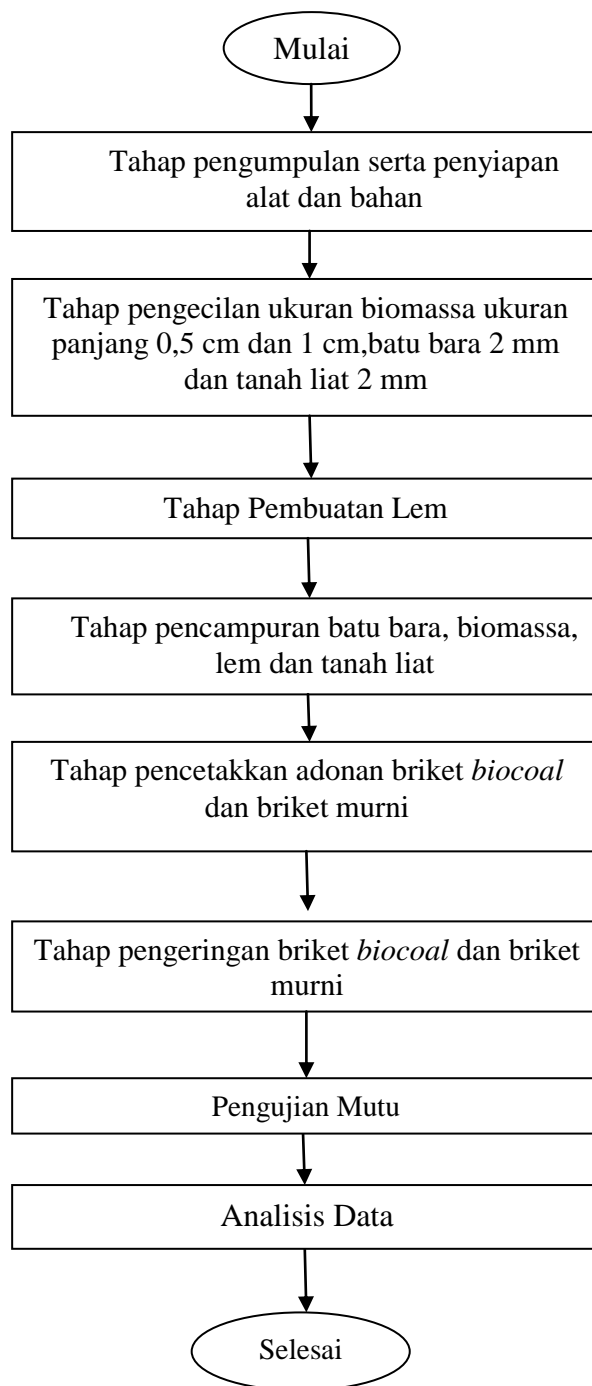 Mulai
Tahap pengumpulan serta penyiapan
alat dan bahan
Tahap pengecilan ukuran biomassa ukuran
panjang 0,5 cm dan 1 cm,batu bara 2 mm
dan tanah liat 2 mm
Tahap Pembuatan Lem
Tahap pencampuran batu bara, biomassa,
lem dan tanah liat
Tahap pencetakkan adonan briket biocoal
dan briket murni
Tahap pengeringan briket biocoal dan briket
murni
Pengujian Mutu
Analisis Data
Selesai